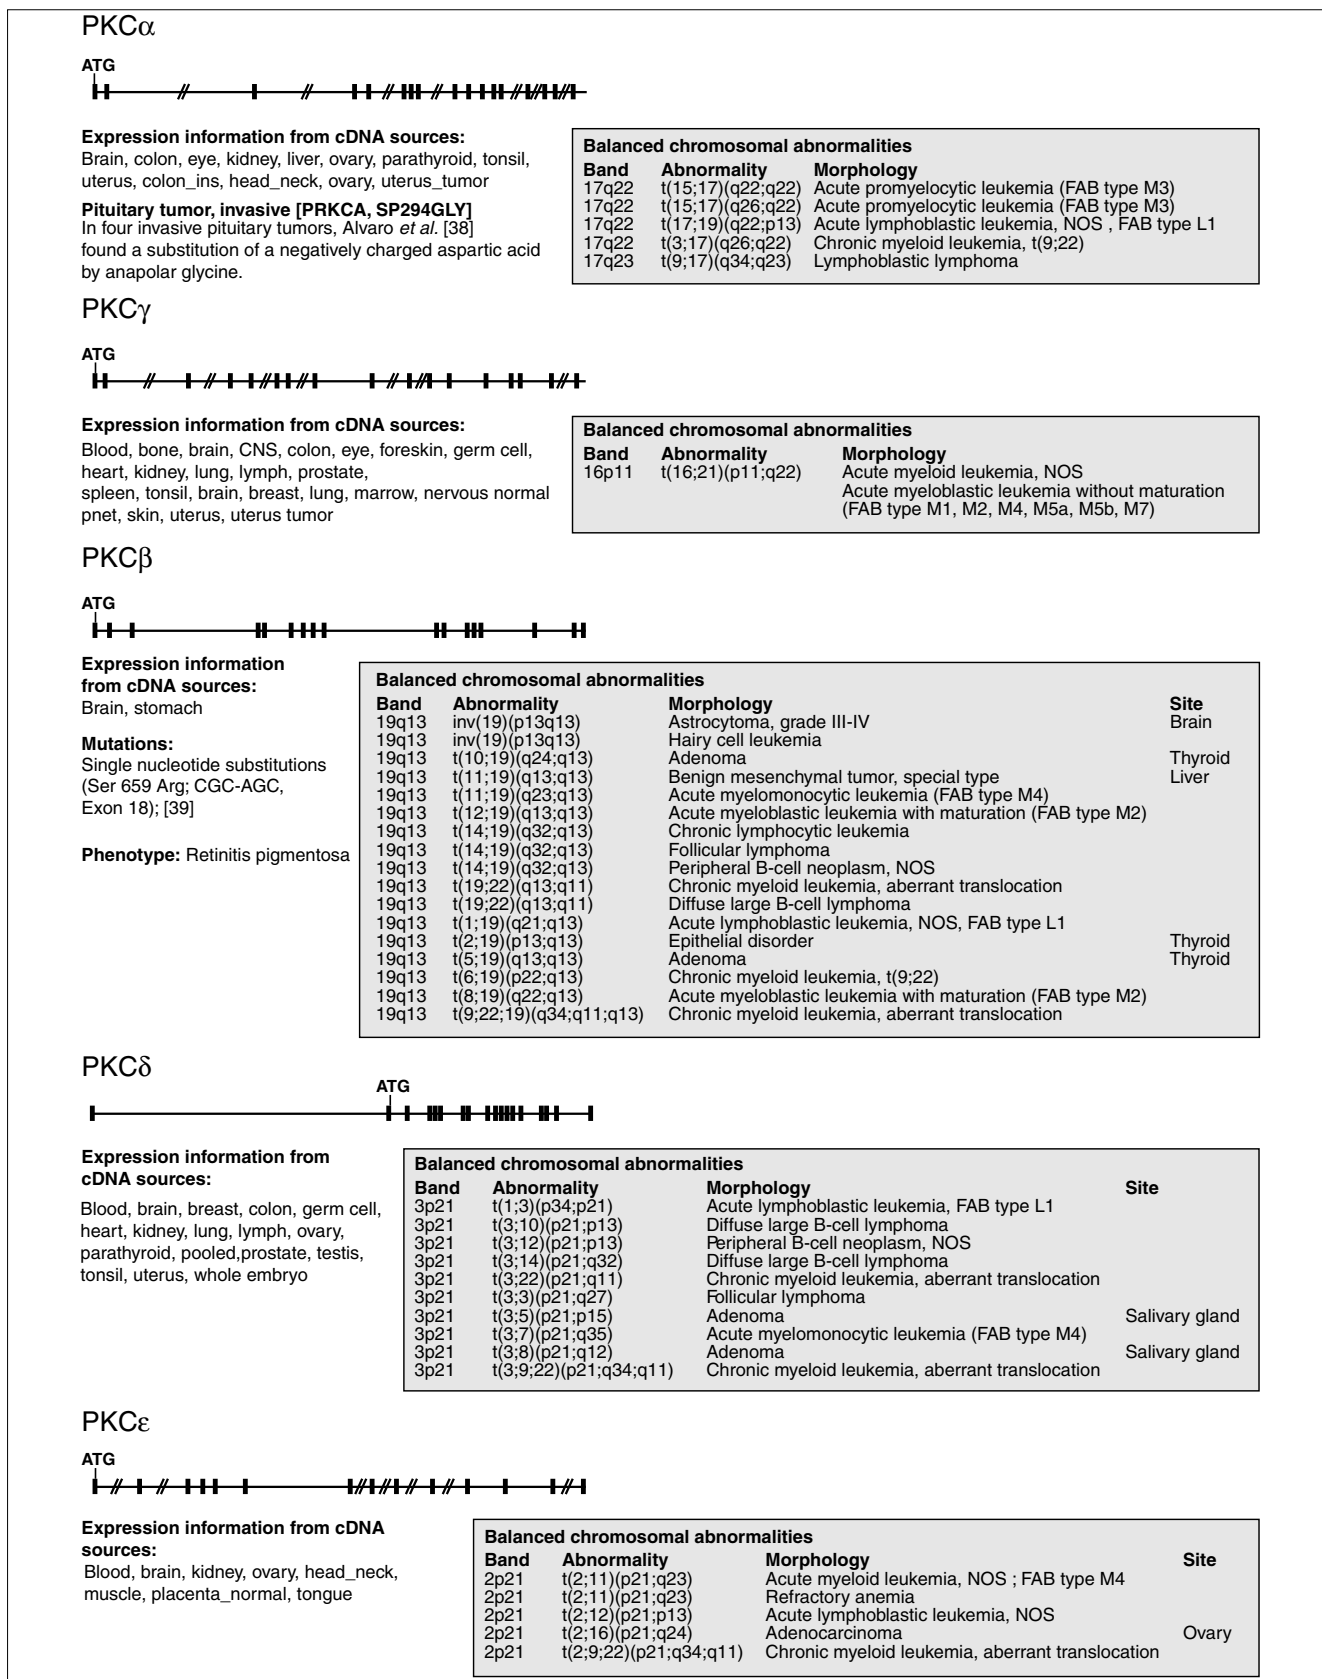 PKCα
ATG
Expression information from cDNA sources:
Brain, colon, eye, kidney, liver, ovary, parathyroid, tonsil,
uterus, colon_ins, head_neck, ovary, uterus_tumor
Pituitary tumor, invasive [PRKCA, SP294GLY]
In four invasive pituitary tumors, Alvaro et al. [38]
found a substitution of a negatively charged aspartic acid
by anapolar glycine.
Balanced chromosomal abnormalities
Band Abnormality Morphology
17q22 t(15;17)(q22;q22) Acute promyelocytic leukemia (FAB type M3)
17q22 t(15;17)(q26;q22) Acute promyelocytic leukemia (FAB type M3)
17q22 t(17;19)(q22;p13) Acute lymphoblastic leukemia, NOS , FAB type L1
17q22 t(3;17)(q26;q22) Chronic myeloid leukemia, t(9;22)
17q23 t(9;17)(q34;q23) Lymphoblastic lymphoma
PKCγ
ATG
Expression information from cDNA sources:
Blood, bone, brain, CNS, colon, eye, foreskin, germ cell,
heart, kidney, lung, lymph, prostate,
spleen, tonsil, brain, breast, lung, marrow, nervous normal
pnet, skin, uterus, uterus tumor
Balanced chromosomal abnormalities
Band Abnormality Morphology
16p11 t(16;21)(p11;q22) Acute myeloid leukemia, NOS
Acute myeloblastic leukemia without maturation
(FAB type M1, M2, M4, M5a, M5b, M7)
PKCβ
ATG
Expression information
from cDNA sources:
Brain, stomach
Mutations:
Single nucleotide substitutions
(Ser 659 Arg; CGC-AGC,
Exon 18); [39]
Phenotype: Retinitis pigmentosa
Balanced chromosomal abnormalities
Band Abnormality Morphology Site
19q13 inv(19)(p13q13) Astrocytoma, grade III-IV Brain
19q13 inv(19)(p13q13) Hairy cell leukemia
19q13 t(10;19)(q24;q13) Adenoma Thyroid
19q13 t(11;19)(q13;q13) Benign mesenchymal tumor, special type Liver
19q13 t(11;19)(q23;q13) Acute myelomonocytic leukemia (FAB type M4)
19q13 t(12;19)(q13;q13) Acute myeloblastic leukemia with maturation (FAB type M2)
19q13 t(14;19)(q32;q13) Chronic lymphocytic leukemia
19q13 t(14;19)(q32;q13) Follicular lymphoma
19q13 t(14;19)(q32;q13) Peripheral B-cell neoplasm, NOS
19q13 t(19;22)(q13;q11) Chronic myeloid leukemia, aberrant translocation
19q13 t(19;22)(q13;q11) Diffuse large B-cell lymphoma
19q13 t(1;19)(q21;q13) Acute lymphoblastic leukemia, NOS, FAB type L1
19q13 t(2;19)(p13;q13) Epithelial disorder Thyroid
19q13 t(5;19)(q13;q13) Adenoma Thyroid
19q13 t(6;19)(p22;q13) Chronic myeloid leukemia, t(9;22)
19q13 t(8;19)(q22;q13) Acute myeloblastic leukemia with maturation (FAB type M2)
19q13 t(9;22;19)(q34;q11;q13) Chronic myeloid leukemia, aberrant translocation
PKCδ
ATG
Expression information from
cDNA sources:
Blood, brain, breast, colon, germ cell,
heart, kidney, lung, lymph, ovary,
parathyroid, pooled,prostate, testis,
tonsil, uterus, whole embryo
Balanced chromosomal abnormalities
Band Abnormality Morphology Site
3p21 t(1;3)(p34;p21) Acute lymphoblastic leukemia, FAB type L1
3p21 t(3;10)(p21;p13) Diffuse large B-cell lymphoma
3p21 t(3;12)(p21;p13) Peripheral B-cell neoplasm, NOS
3p21 t(3;14)(p21;q32) Diffuse large B-cell lymphoma
3p21 t(3;22)(p21;q11) Chronic myeloid leukemia, aberrant translocation
3p21 t(3;3)(p21;q27) Follicular lymphoma
3p21 t(3;5)(p21;p15) Adenoma Salivary gland
3p21 t(3;7)(p21;q35) Acute myelomonocytic leukemia (FAB type M4)
3p21 t(3;8)(p21;q12) Adenoma Salivary gland
3p21 t(3;9;22)(p21;q34;q11) Chronic myeloid leukemia, aberrant translocation
PKCε
ATG
Expression information from cDNA
sources:
Blood, brain, kidney, ovary, head_neck,
muscle, placenta_normal, tongue
Balanced chromosomal abnormalities
Band Abnormality Morphology Site
2p21 t(2;11)(p21;q23) Acute myeloid leukemia, NOS ; FAB type M4
2p21 t(2;11)(p21;q23) Refractory anemia
2p21 t(2;12)(p21;p13) Acute lymphoblastic leukemia, NOS
2p21 t(2;16)(p21;q24) Adenocarcinoma Ovary
2p21 t(2;9;22)(p21;q34;q11) Chronic myeloid leukemia, aberrant translocation